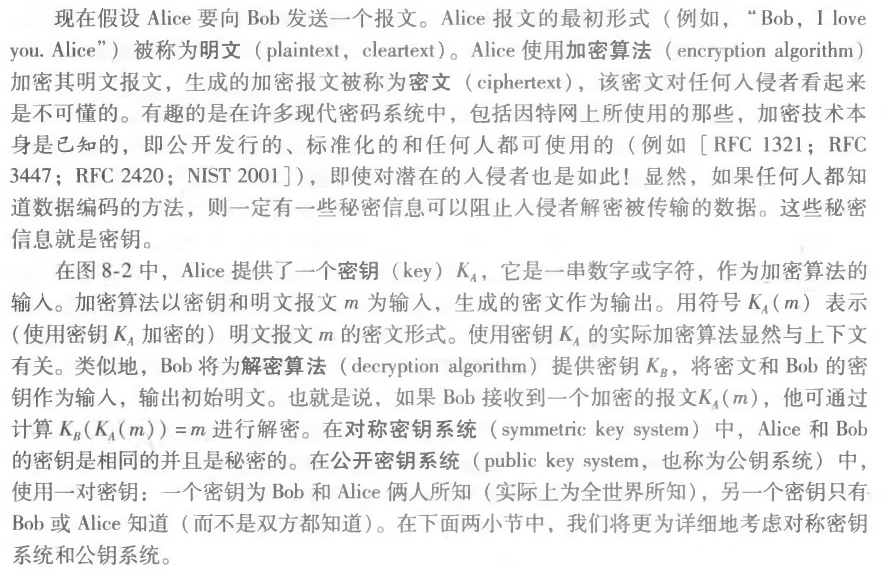 现在假设 Alice 要向 Bob 发送一个报文。Alice 报文的最初形式（例如，“Bob，I love
you. Alice”）被称为明文（plaintext，cleartext）。Alice 使用加密算法（encryption algorithm）
加密其明文报文，生成的加密报文被称为密文（ciphertext），该密文对任何入侵者看起来
是不可懂的。有趣的是在许多现代密码系统中，包括因特网上所使用的那些，加密技术本
身是已知的，即公开发行的、标准化的和任何人都可使用的（例如［RFC 1321；RFC
3447；RFC 2420；NIST 2001］），即使对潜在的入侵者也是如此！显然，如果任何人都知
道数据编码的方法，则一定有一些秘密信息可以阻止入侵者解密被传输的数据。这些秘密
信息就是密钥。
在图 8-2 中，Alice 提供了一个密钥（key）K_A，它是一串数字或字符，作为加密算法的
输入。加密算法以密钥和明文报文 m 为输入，生成的密文作为输出。用符号 K_A(m) 表示
（使用密钥 K_A 加密的）明文报文 m 的密文形式。使用密钥 K_A 的实际加密算法显然与上下文
有关。类似地，Bob 将为解密算法（decryption algorithm）提供密钥 K_B，将密文和 Bob 的密
钥作为输入，输出初始明文。也就是说，如果 Bob 接收到一个加密的报文K_A(m)，他可通过
计算 K_B(K_A(m)) = m 进行解密。在对称密钥系统（symmetric key system）中，Alice 和 Bob
的密钥是相同的并且是秘密的。在公开密钥系统（public key system，也称为公钥系统）中，
使用一对密钥：一个密钥为 Bob 和 Alice 俩人所知（实际上为全世界所知），另一个密钥只有
Bob 或 Alice 知道（而不是双方都知道）。在下面两小节中，我们将更为详细地考虑对称密钥
系统和公钥系统。